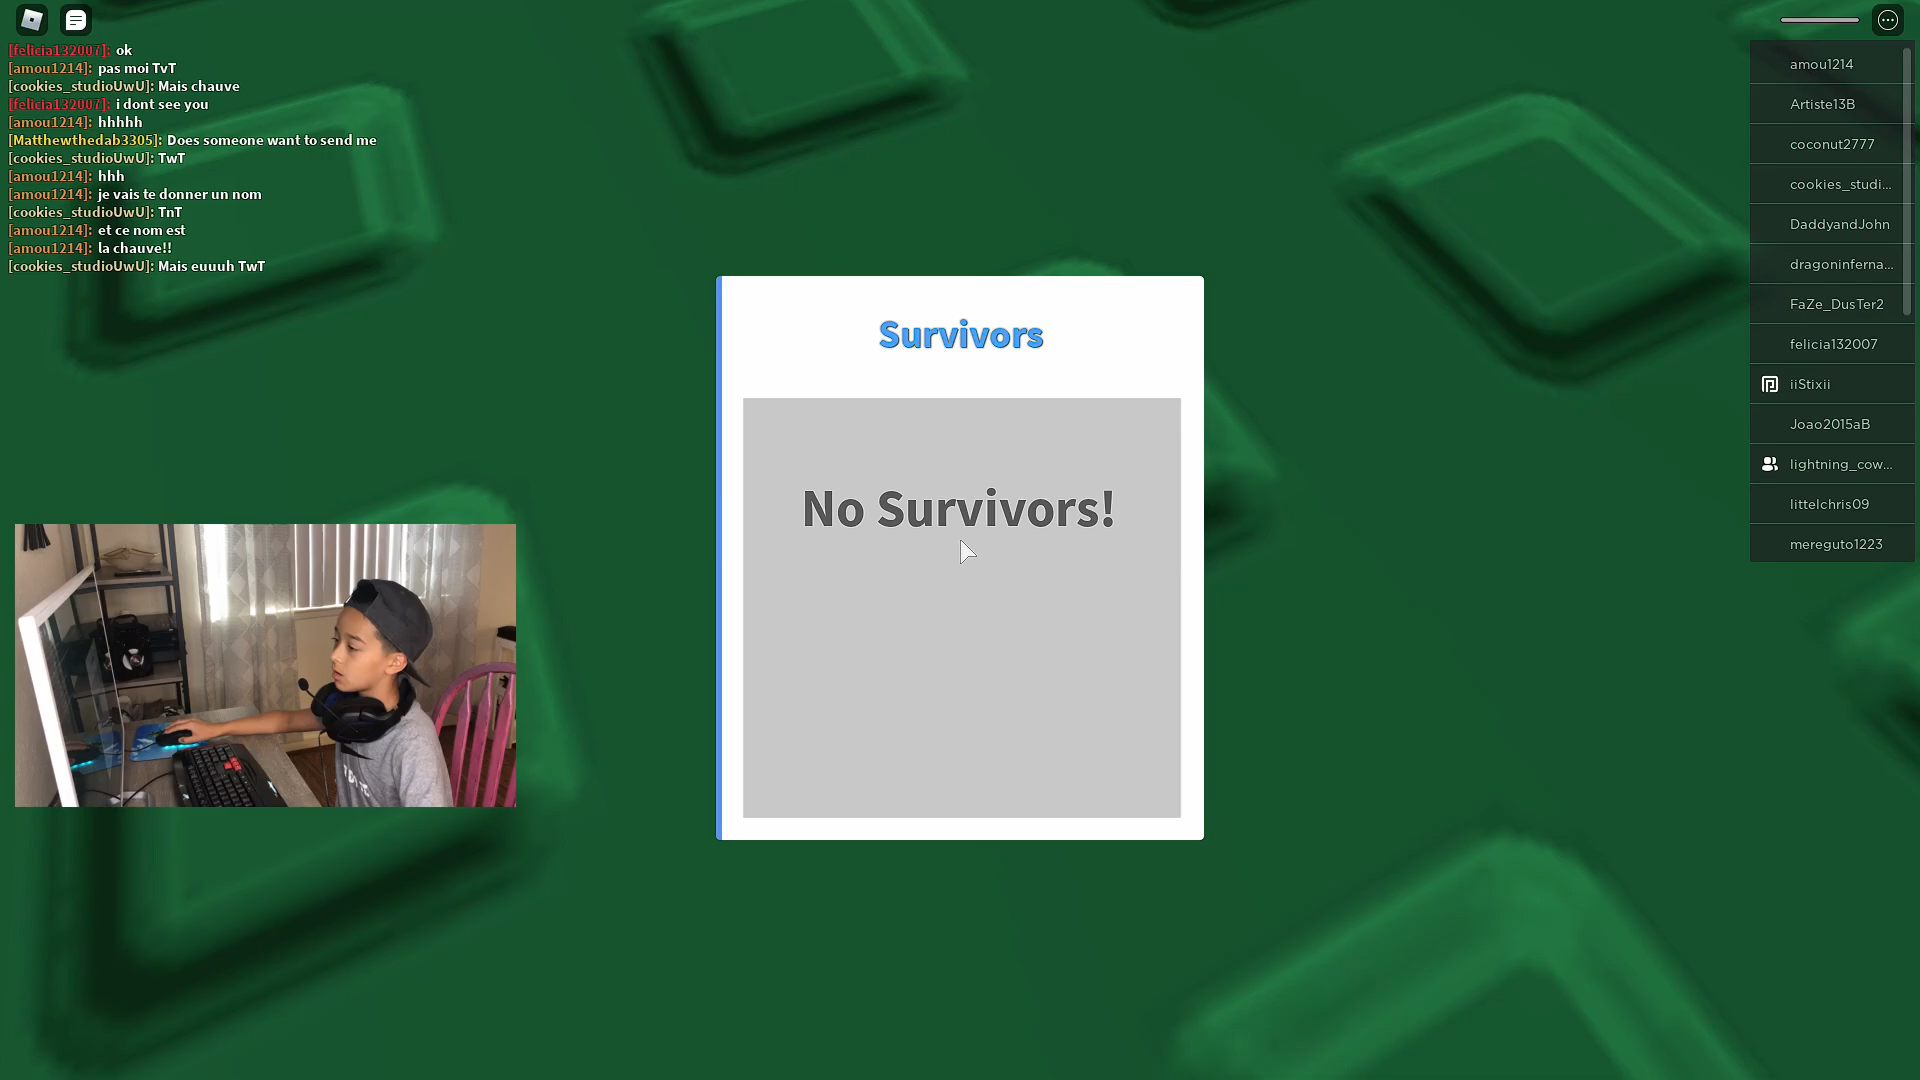 [felicia132007]: ok
[amou1214]: pas moi TvT
[cookies_studioUwU]: Mais chauve
[felicia132007]: i dont see you
[amou1214]: hhhhh
[Matthewthedab3305]: Does someone want to send me
[cookies_studioUwU]: TwT
[amou1214]: hhh
[amou1214]: je vais te donner un nom
[cookies_studioUwU]: TnT
[amou1214]: et ce nom est
[amou1214]: la chauve!!
[cookies_studioUwU]: Mais euuuh TwT
Survivors
No Survivors!
amou1214
Artiste13B
coconut2777
cookies_studi...
DaddyandJohn
dragoninferna...
FaZe_DusTer2
felicia132007
iiStixii
Joao2015aB
lightning_cow...
littelchris09
mereguto1223